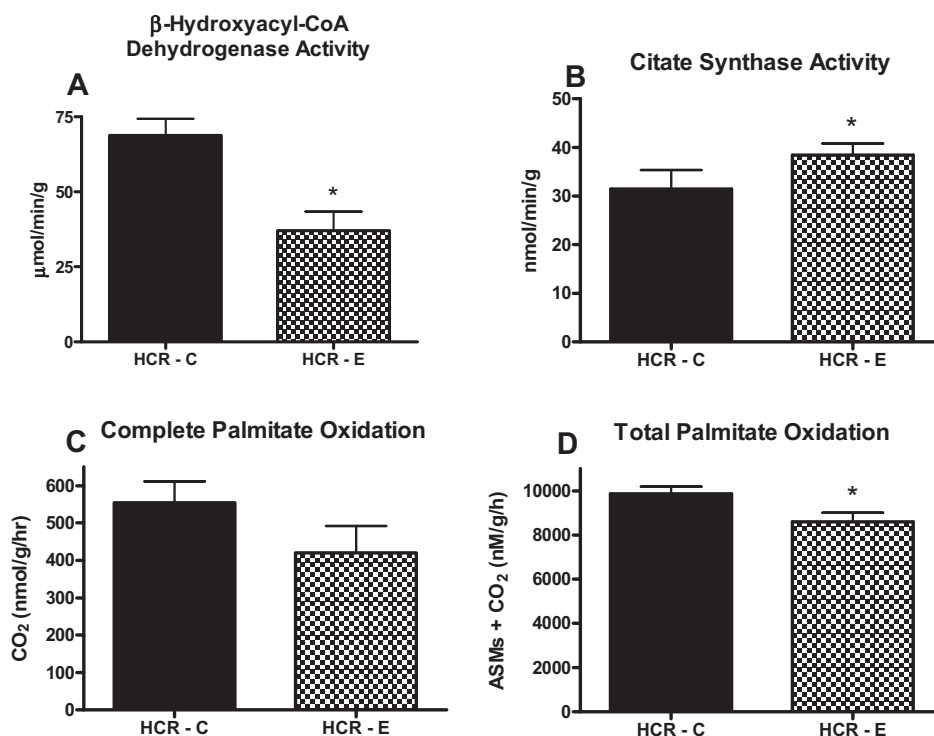 β-Hydroxyacyl-CoA
Dehydrogenase Activity
A
75
50
25
0
μmol/min/g
*
HCR - C
HCR - E
Citate Synthase Activity
B
50
40
30
20
10
0
nmol/min/g
*
HCR - C
HCR - E
C
Complete Palmitate Oxidation
600
500
400
300
200
100
0
CO₂ (nmol/g/hr)
HCR - C
HCR - E
D
Total Palmitate Oxidation
10000
8000
6000
4000
2000
0
ASMs + CO₂ (nM/g/h)
*
HCR - C
HCR - E